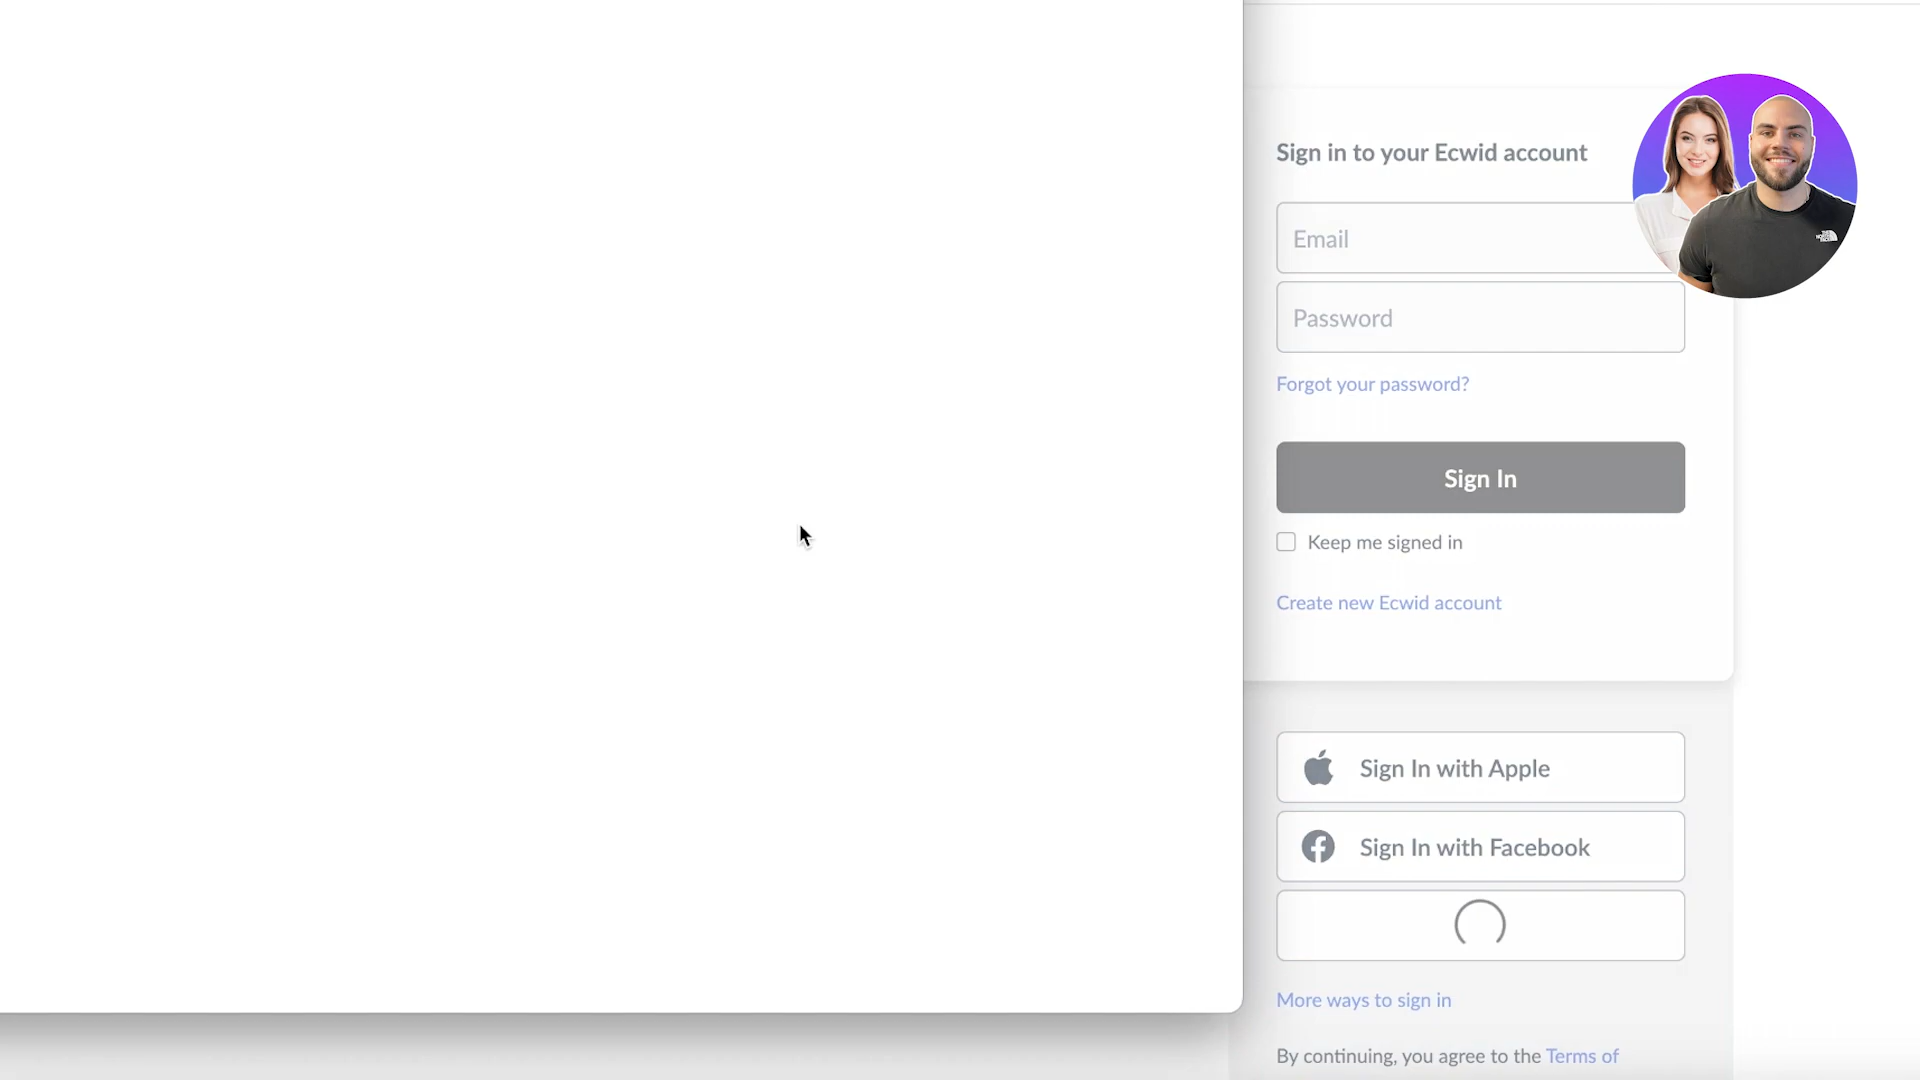 Sign in to your Ecwid account
Email
Password
Forgot your password?
Sign In
Keep me signed in
Create new Ecwid account
Sign In with Apple
Sign In with Facebook
More ways to sign in
By continuing, you agree to the Terms of